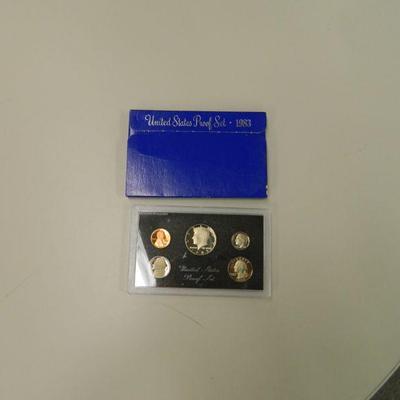 United States Proof Set · 1983
United States
Proof Set